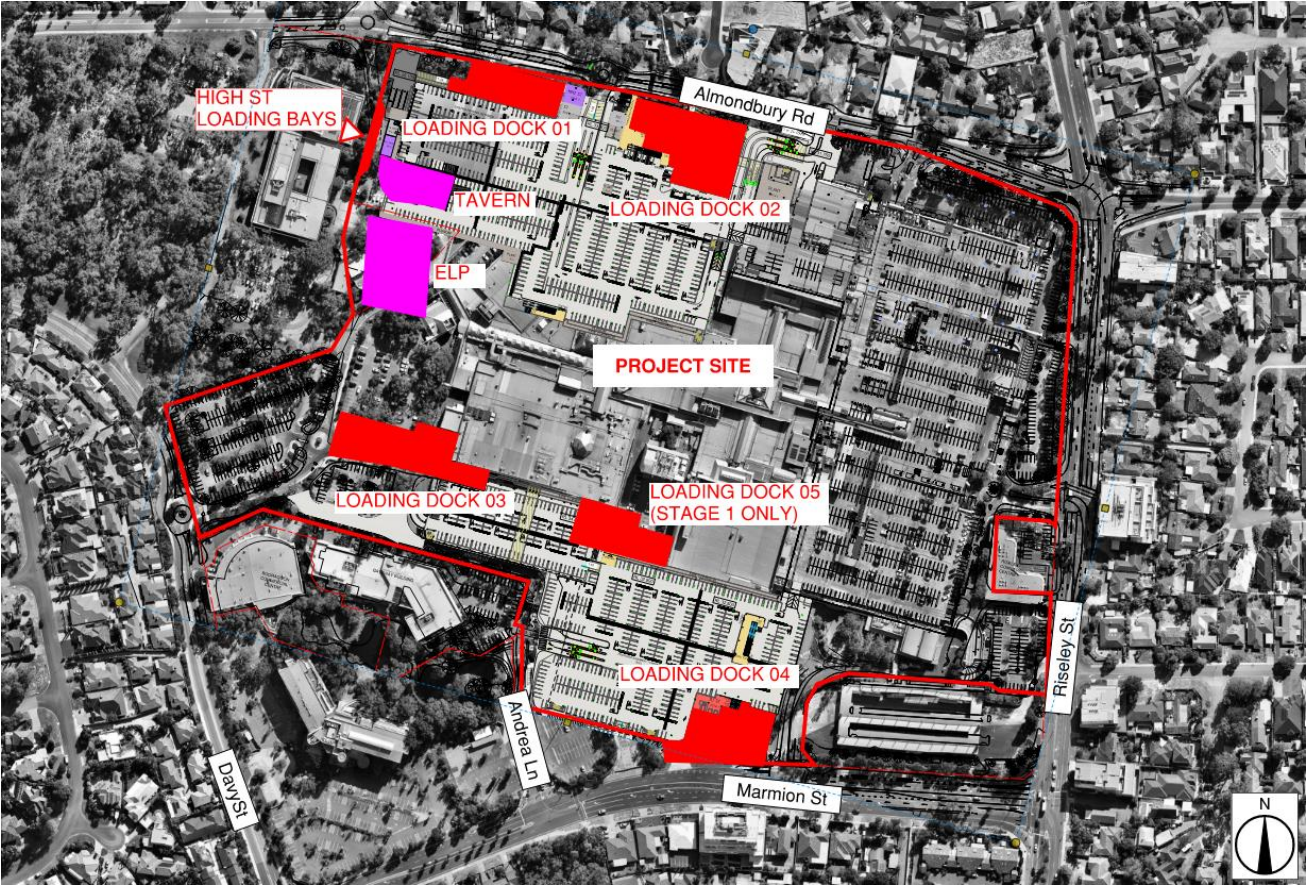 Almondbury Rd
HIGH ST
LOADING BAYS
LOADING DOCK 01
TAVERN
LOADING DOCK 02
ELP
PROJECT SITE
LOADING DOCK 03
LOADING DOCK 05
(STAGE 1 ONLY)
LOADING DOCK 04
Riseley St
Andrea Ln
Davy St
Marmion St
N